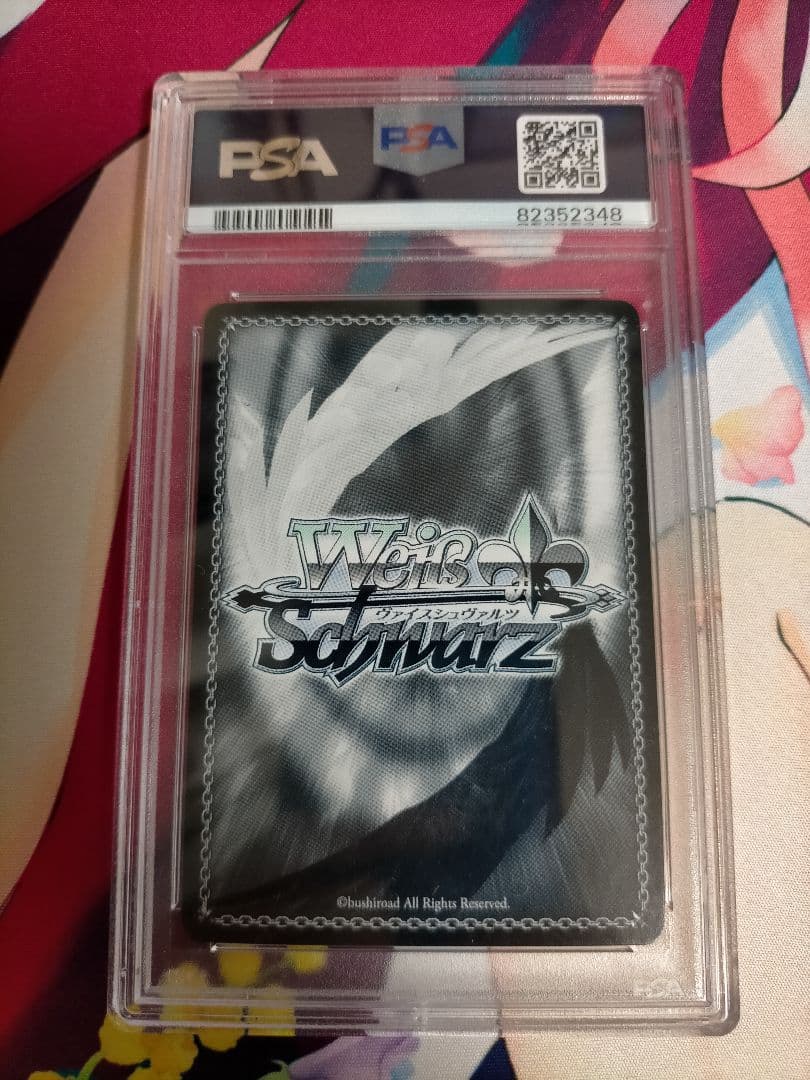 PSA
PSA
82352348
Weiß
ヴァイスシュヴァルツ
Schwarz
©bushiroad All Rights Reserved.
PSA